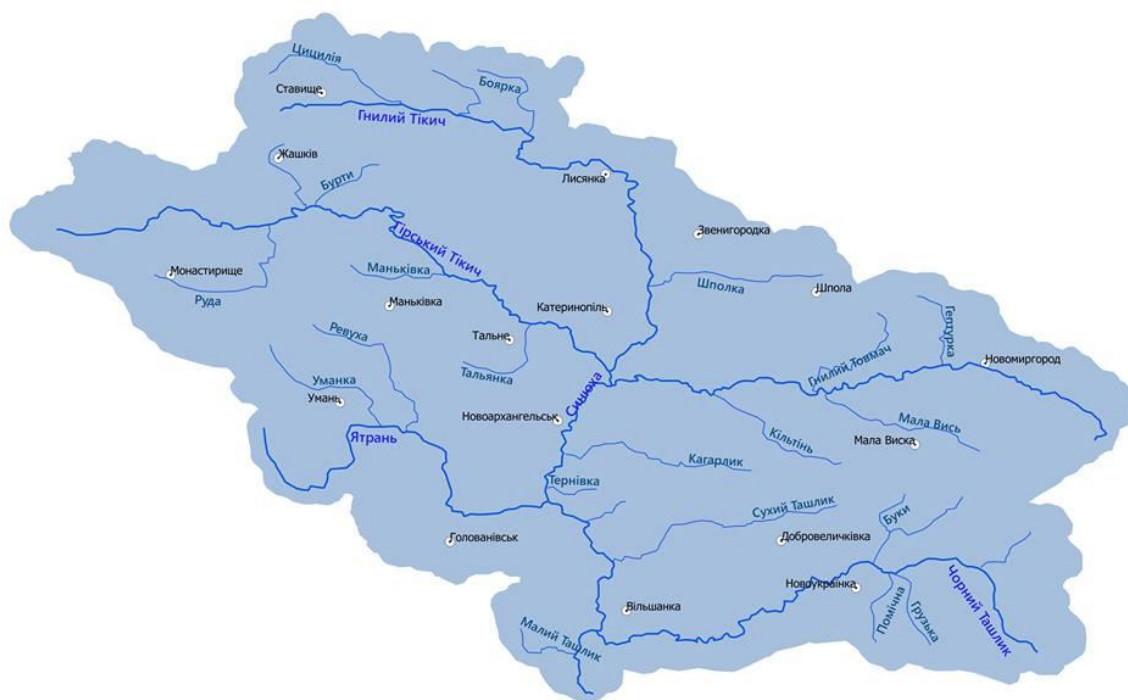 Цицилія
Ставище
Боярка
Гнилий Тікич
Жашків
Бурти
Лисянка
Гірський Тікич
Звенигородка
Монастирище
Маньківка
Руда
Шполка
Шпола
Маньківка
Катеринопіль
Гептурка
Ревуха
Тальне
Новомиргород
Гнилий Товмач
Уманка
Тальянка
Умань
Синюха
Новоархангельськ
Ятрань
Кільтінь
Мала Вись
Мала Виска
Кагарлик
Тернівка
Сухий Ташлик
Буки
Голованівськ
Добровеличківка
Новоукраїнка
Чорний Ташлик
Вільшанка
Помічна
Грузька
Малий Ташлик